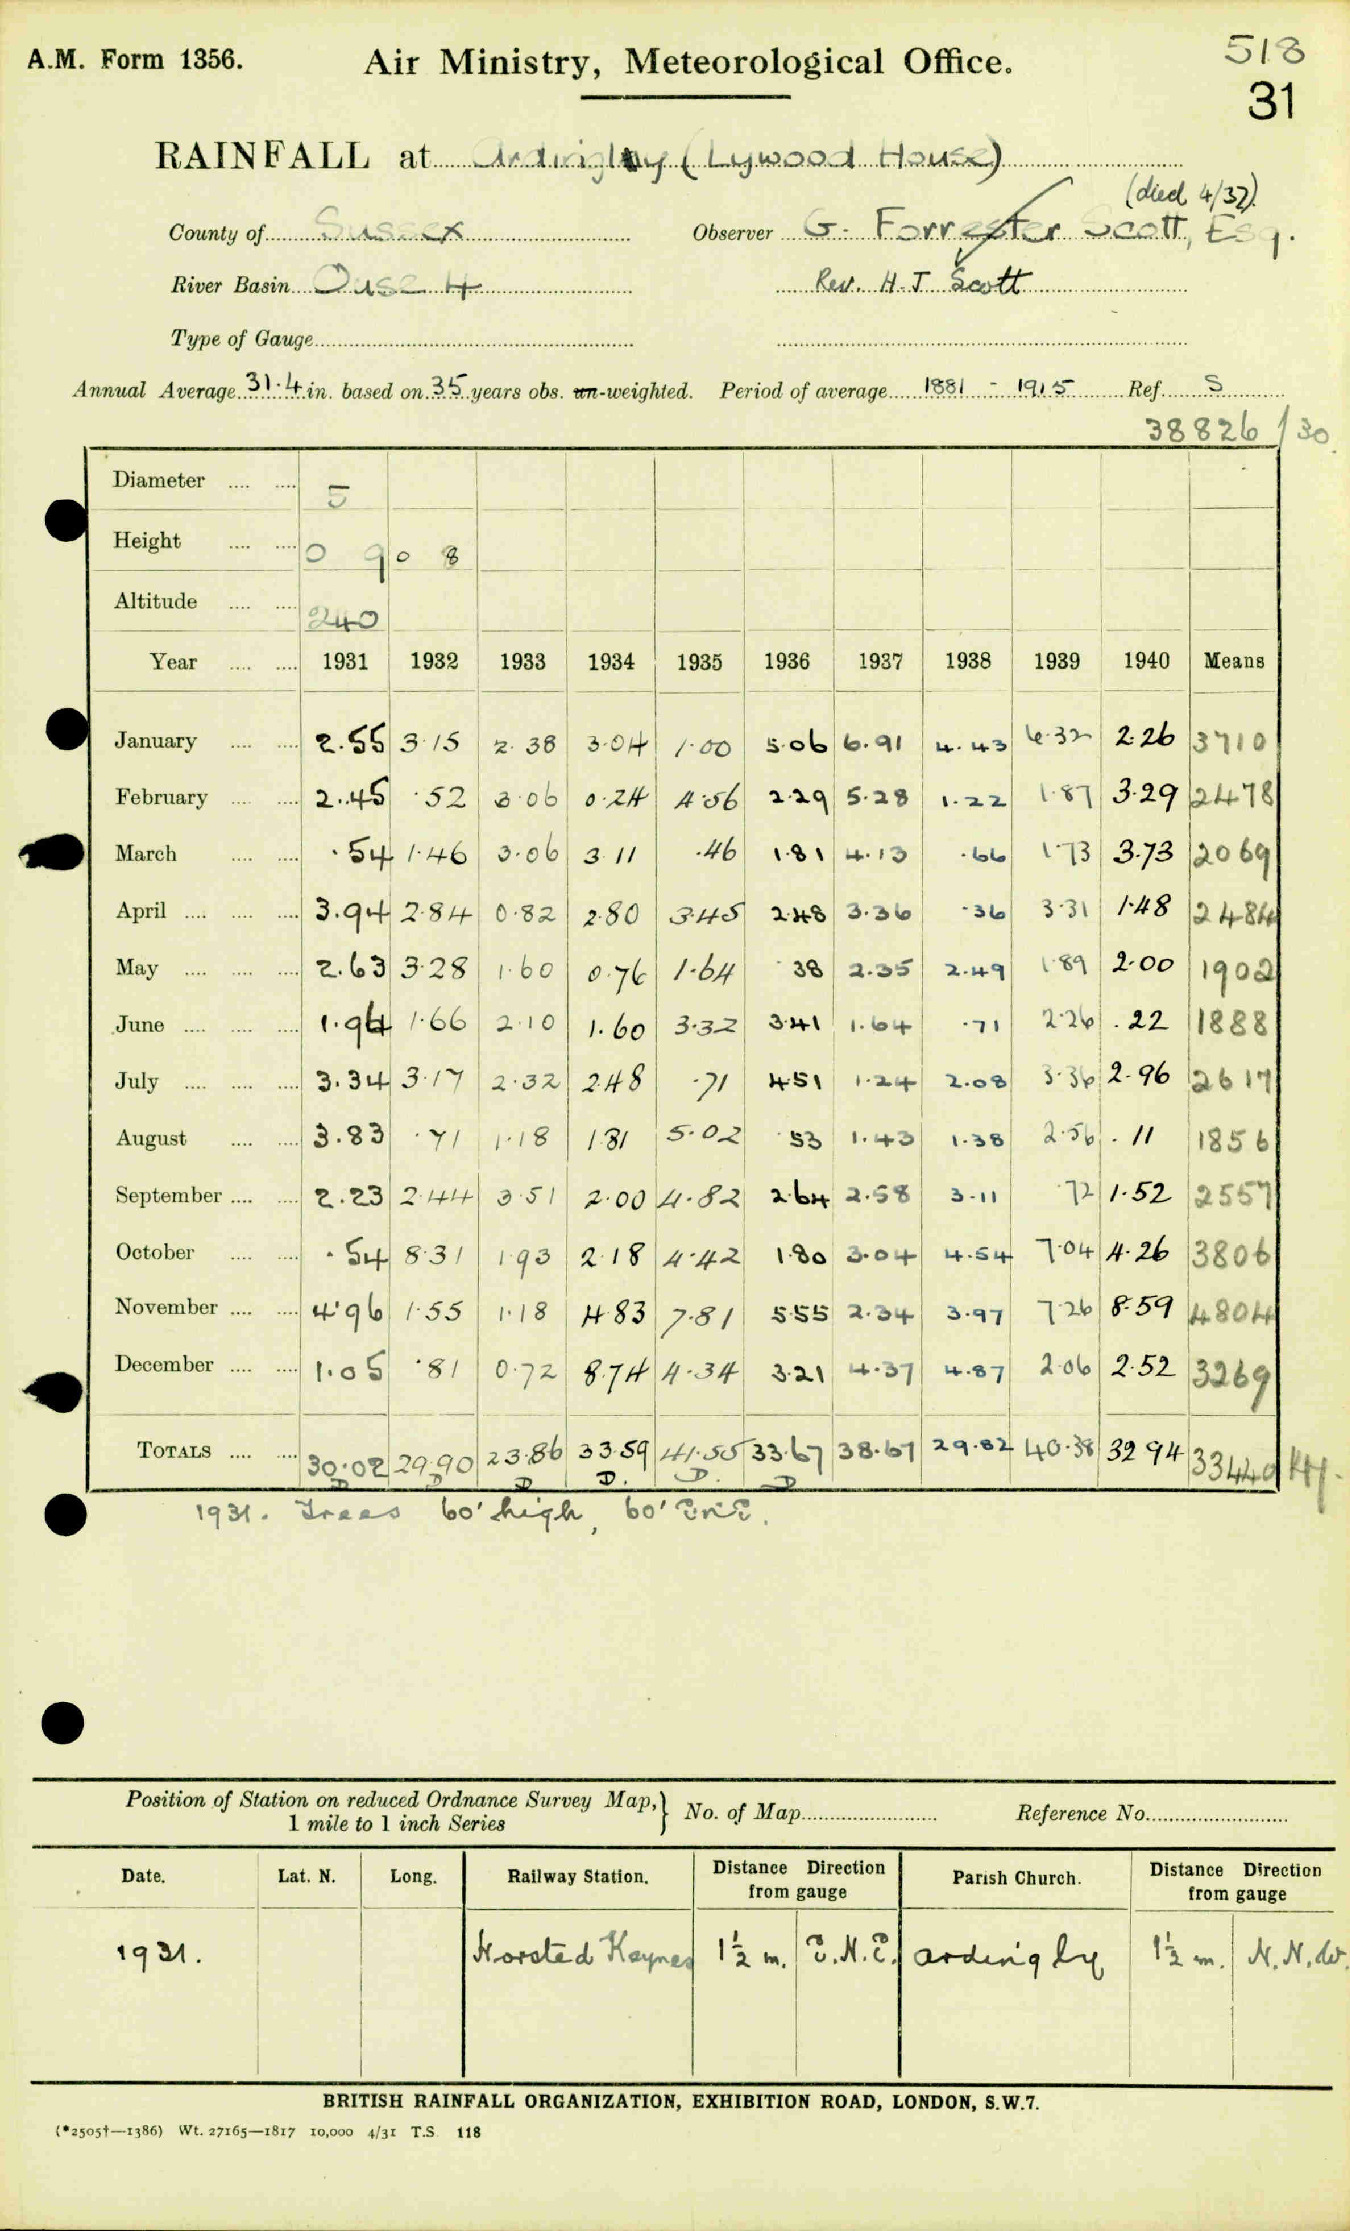 A.M. Form 1356.
Air Ministry, Meteorological Office.
518
31
RAINFALL at Ardingly (Lywood House)
(died 4/32).
County of Sussex Observer G. Forrester Scott, Esq.
River Basin Ouse 4 Rev. H. J. Scott
Type of Gauge
Annual Average 31.4 in. based on 35 years obs. un-weighted. Period of average 1881 - 1915 Ref. S
38826/30
Diameter 5
Height 0 9 0 8
Altitude 240
Year 1931 1932 1933 1934 1935 1936 1937 1938 1939 1940 Means
January 2.55 3.15 2.38 3.04 1.00 5.06 6.91 4.43 6.32 2.26 3710
February 2.45 .52 3.06 0.24 4.56 2.29 5.28 1.22 1.87 3.29 2478
March .54 1.46 3.06 3.11 .46 1.81 4.13 .66 1.73 3.73 2069
April 3.94 2.84 0.82 2.80 3.45 2.48 3.36 .36 3.31 1.48 2484
May 2.63 3.28 1.60 0.76 1.64 .38 2.35 2.49 1.89 2.00 1902
June 1.96 1.66 2.10 1.60 3.32 3.41 1.64 .71 2.26 .22 1888
July 3.34 3.17 2.32 2.48 .71 4.51 1.24 2.08 3.36 2.96 2617
August 3.83 .71 1.18 1.81 5.02 .53 1.43 1.38 2.56 .11 1856
September 2.23 2.44 3.51 2.00 4.82 2.64 2.58 3.11 .72 1.52 2557
October .54 8.31 1.93 2.18 4.42 1.80 3.04 4.54 7.04 4.26 3806
November 4.96 1.55 1.18 4.83 7.81 5.55 2.34 3.97 7.26 8.59 4804
December 1.05 .81 0.72 8.74 4.34 3.21 4.37 4.87 2.06 2.52 3269
TOTALS 30.02 29.90 23.86 33.59 41.55 33.67 38.67 29.82 40.38 32.94 33440
D D D D. D. D
1931. Trees 60' high, 60' ENE.
Position of Station on reduced Ordnance Survey Map, 1 mile to 1 inch Series } No. of Map Reference No.
Date. Lat. N. Long. Railway Station. Distance Direction from gauge Parish Church. Distance Direction from gauge
1931. Horsted Keynes 1½ m. E.N.E. Ardingly 1½ m. N.N.W.
BRITISH RAINFALL ORGANIZATION, EXHIBITION ROAD, LONDON, S.W.7.
(*2505†—1386) Wt. 27165—1817 10,000 4/31 T.S. 118